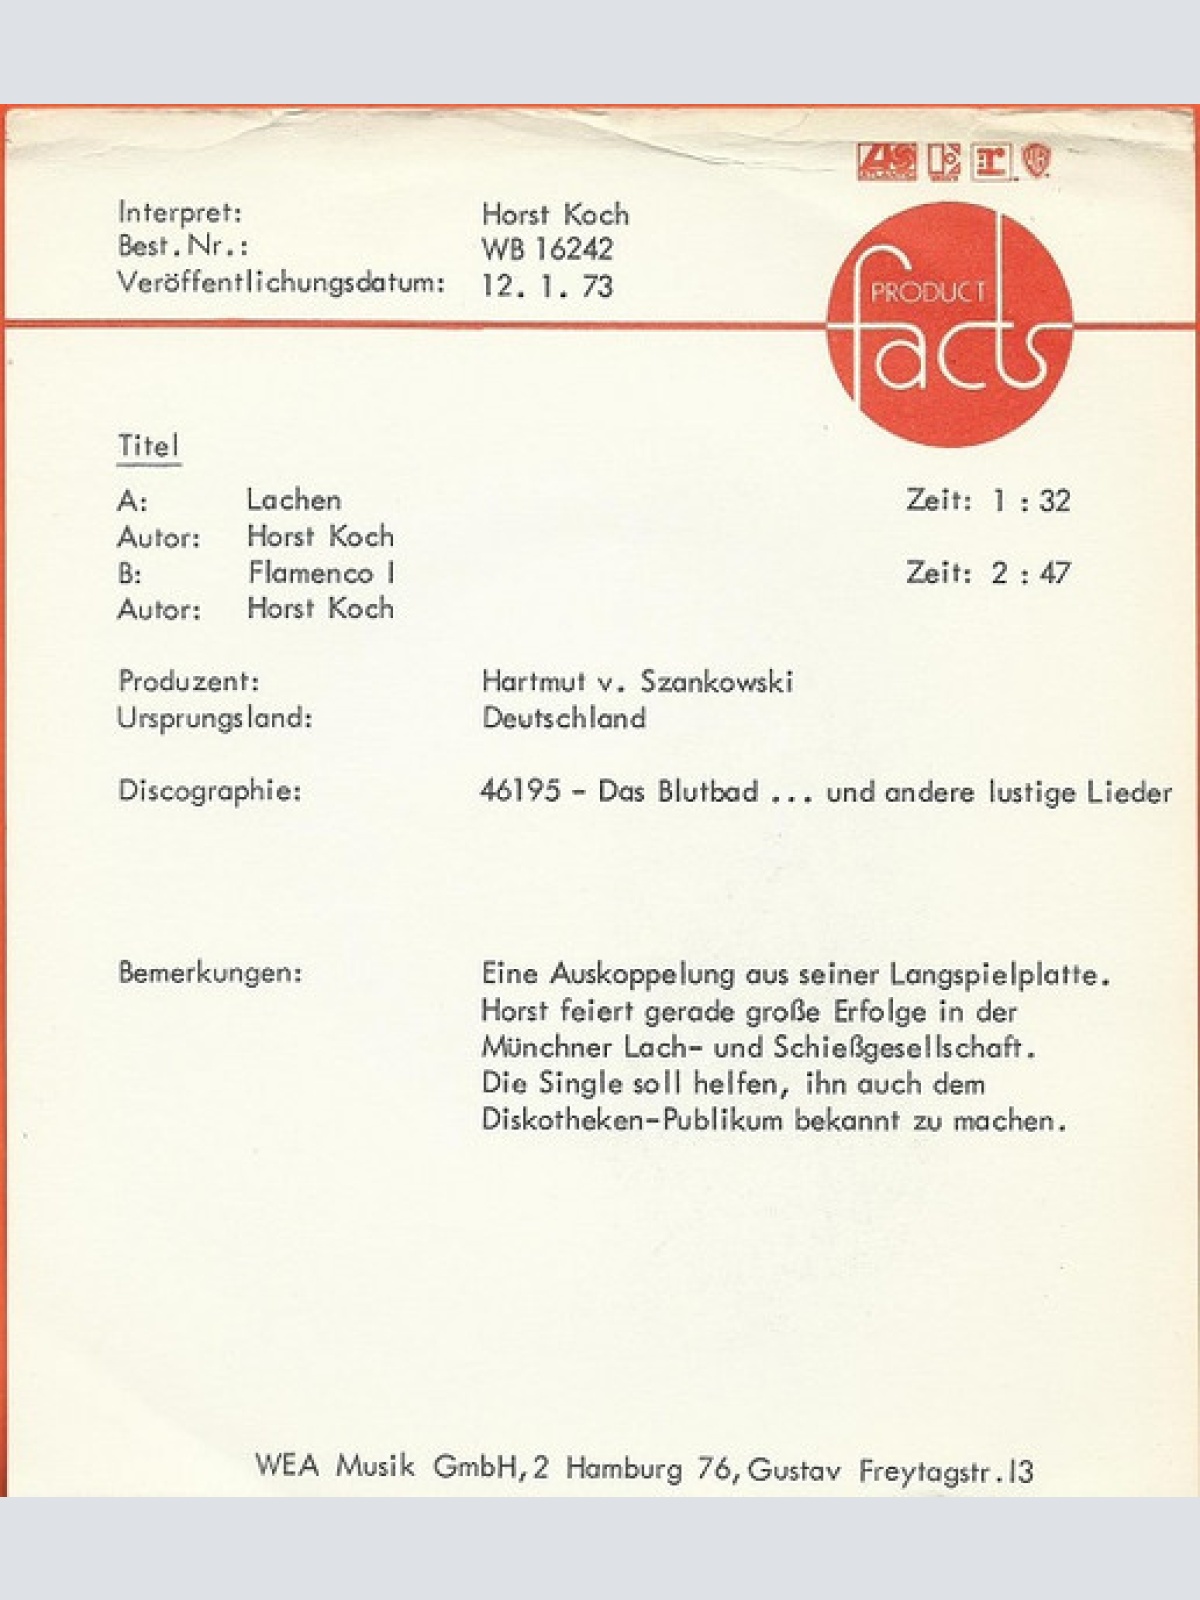 ATLANTIC
Interpret: Horst Koch
Best.Nr.: WB 16242
Veröffentlichungsdatum: 12. 1. 73
PRODUCT
facts
Titel
A: Lachen Zeit: 1 : 32
Autor: Horst Koch
B: Flamenco I Zeit: 2 : 47
Autor: Horst Koch
Produzent: Hartmut v. Szankowski
Ursprungsland: Deutschland
Discographie: 46195 - Das Blutbad ... und andere lustige Lieder
Bemerkungen: Eine Auskoppelung aus seiner Langspielplatte.
Horst feiert gerade große Erfolge in der
Münchner Lach- und Schießgesellschaft.
Die Single soll helfen, ihn auch dem
Diskotheken-Publikum bekannt zu machen.
WEA Musik GmbH,2 Hamburg 76,Gustav Freytagstr.13